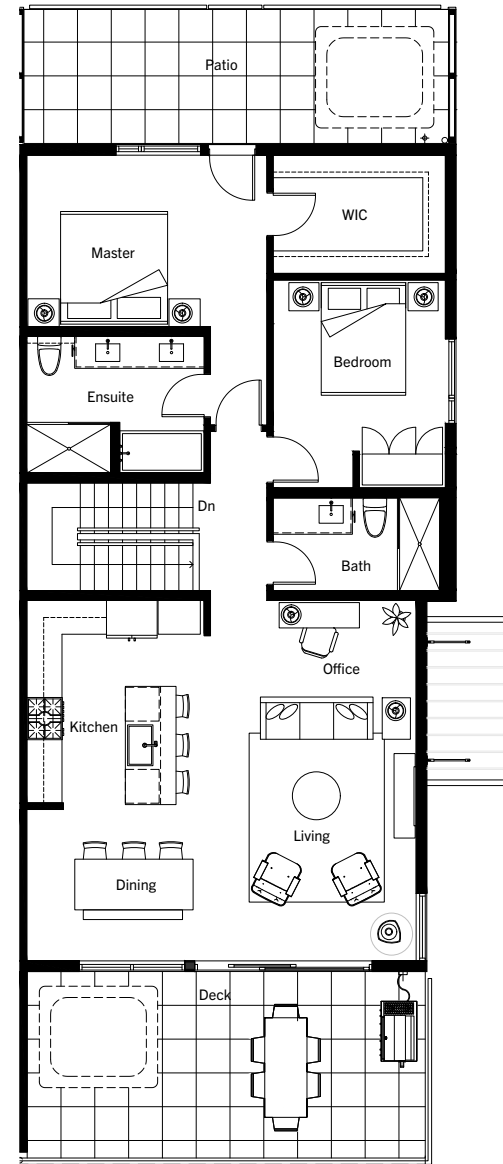 Patio
WIC
Master
Bedroom
Ensuite
Dn
Bath
Office
Kitchen
Living
Dining
Deck